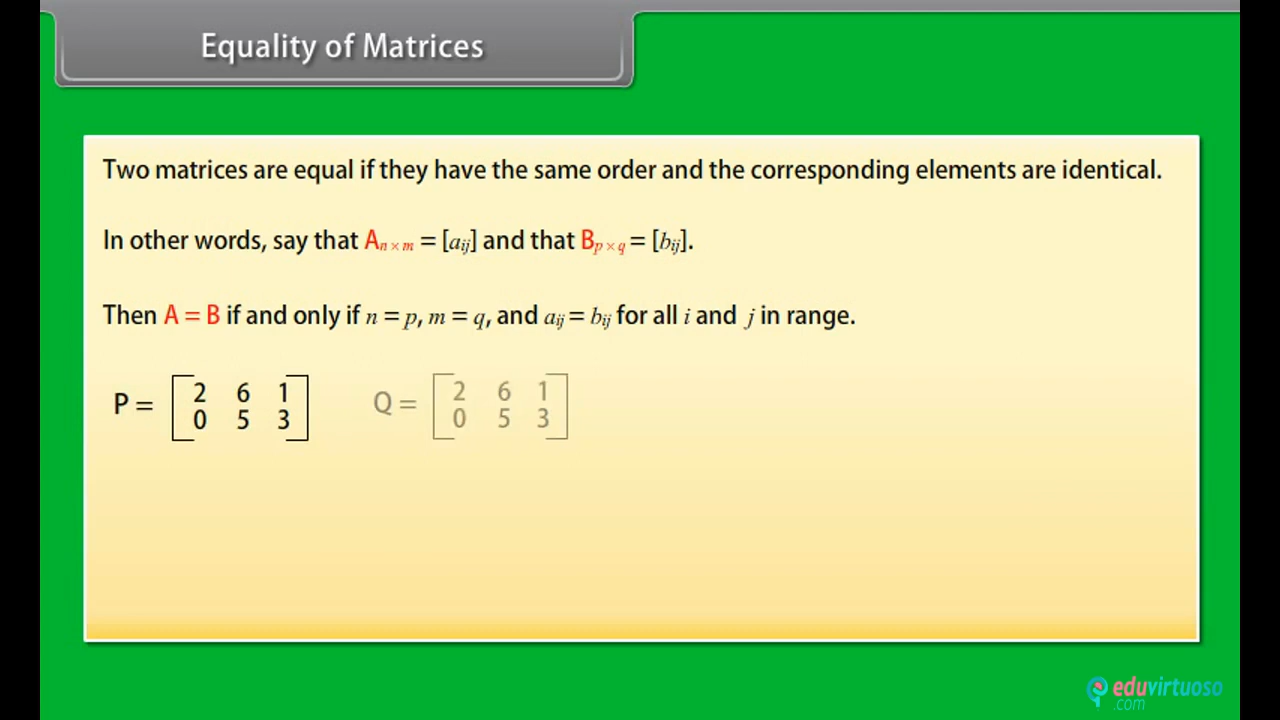 Equality of Matrices
Two matrices are equal if they have the same order and the corresponding elements are identical.
In other words, say that A n × m = [aij] and that B p × q = [bij].
Then A = B if and only if n = p, m = q, and aij = bij for all i and j in range.
P = [2 6 1 Q = [2 6 1
0 5 3] 0 5 3]
eduvirtuoso
.com